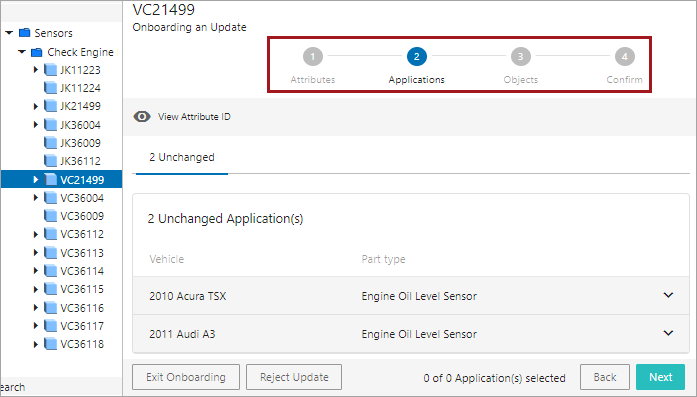 Sensors
Check Engine
JK11223
JK11224
JK21499
JK36004
JK36009
JK36112
VC21499
VC36004
VC36009
VC36112
VC36113
VC36114
VC36115
VC36116
VC36117
VC36118
earch
VC21499
Onboarding an Update
1 2 3 4
Attributes Applications Objects Confirm
View Attribute ID
2 Unchanged
2 Unchanged Application(s)
Vehicle Part type
2010 Acura TSX Engine Oil Level Sensor
2011 Audi A3 Engine Oil Level Sensor
Exit Onboarding Reject Update 0 of 0 Application(s) selected Back Next